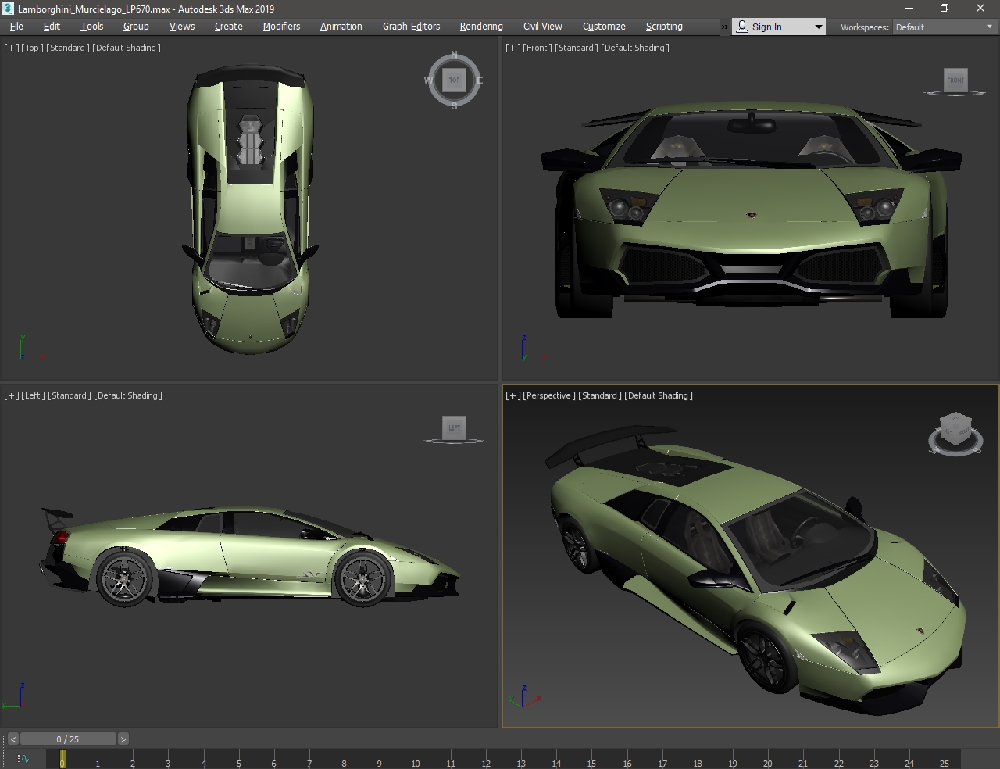 Lamborghini_Murcielago_LP670.max - Autodesk 3ds Max 2019
File Edit Tools Group Views Create Modifiers Animation Graph Editors Rendering Civil View Customize Scripting » Sign In Workspaces: Default
[+] [Top] [Standard] [Default Shading]
N
W TOP E
S
[+] [Front] [Standard] [Default Shading]
FRONT
y
z
[+] [Left] [Standard] [Default Shading]
LEFT
z
[+] [Perspective] [Standard] [Default Shading]
z
< 0 / 25 >
0 1 2 3 4 5 6 7 8 9 10 11 12 13 14 15 16 17 18 19 20 21 22 23 24 25